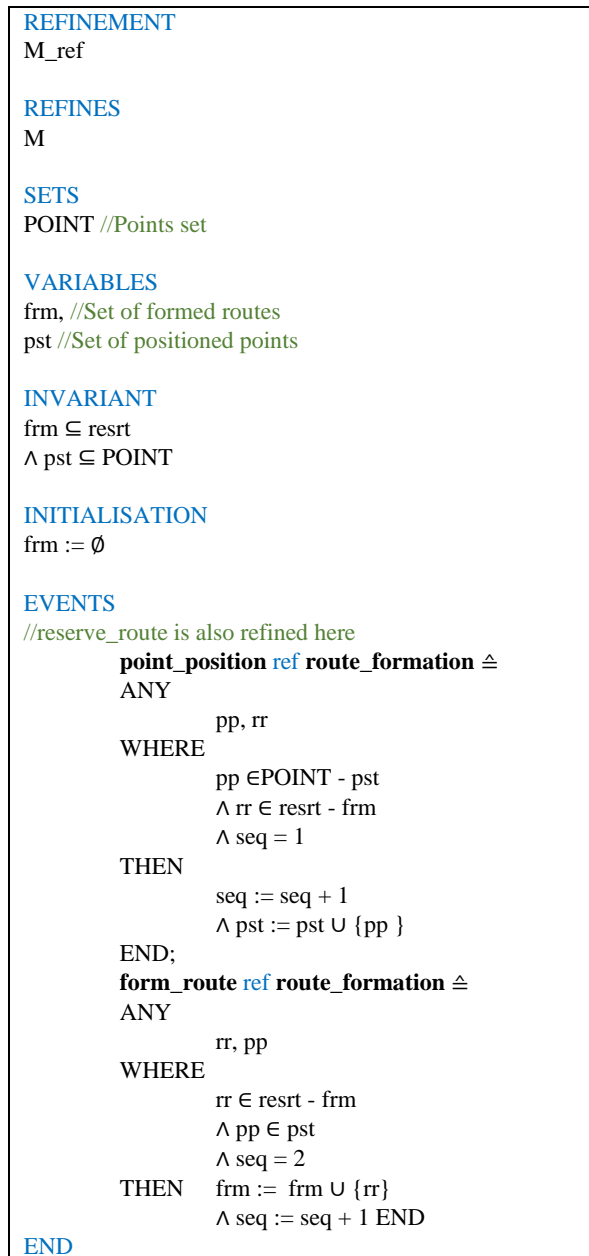 REFINEMENT
M_ref
REFINES
M
SETS
POINT //Points set
VARIABLES
frm, //Set of formed routes
pst //Set of positioned points
INVARIANT
frm ⊆ resrt
∧ pst ⊆ POINT
INITIALISATION
frm := ∅
EVENTS
//reserve_route is also refined here
point_position ref route_formation ≙
ANY
pp, rr
WHERE
pp ∈POINT - pst
∧ rr ∈ resrt - frm
∧ seq = 1
THEN
seq := seq + 1
∧ pst := pst ∪ {pp }
END;
form_route ref route_formation ≙
ANY
rr, pp
WHERE
rr ∈ resrt - frm
∧ pp ∈ pst
∧ seq = 2
THEN frm := frm ∪ {rr}
∧ seq := seq + 1 END
END